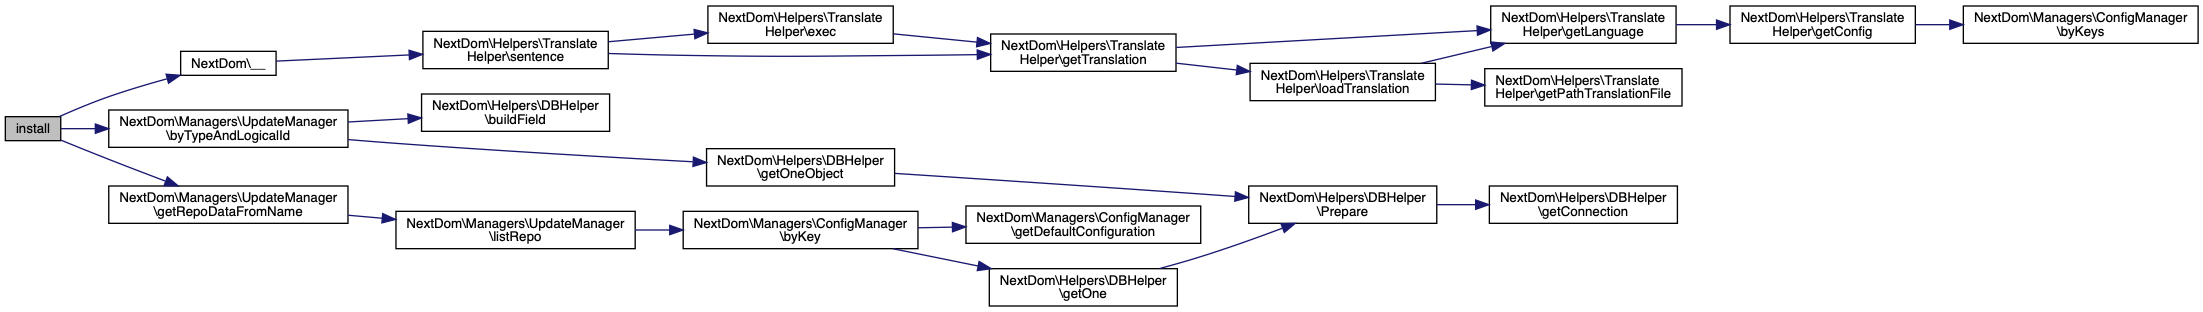 install
NextDom\__
NextDom\Managers\UpdateManager
\byTypeAndLogicalId
NextDom\Managers\UpdateManager
\getRepoDataFromName
NextDom\Helpers\Translate
Helper\sentence
NextDom\Helpers\DBHelper
\buildField
NextDom\Managers\UpdateManager
\listRepo
NextDom\Helpers\Translate
Helper\exec
NextDom\Helpers\DBHelper
\getOneObject
NextDom\Managers\ConfigManager
\byKey
NextDom\Helpers\Translate
Helper\getTranslation
NextDom\Managers\ConfigManager
\getDefaultConfiguration
NextDom\Helpers\DBHelper
\getOne
NextDom\Helpers\Translate
Helper\loadTranslation
NextDom\Helpers\DBHelper
\Prepare
NextDom\Helpers\Translate
Helper\getLanguage
NextDom\Helpers\Translate
Helper\getPathTranslationFile
NextDom\Helpers\DBHelper
\getConnection
NextDom\Helpers\Translate
Helper\getConfig
NextDom\Managers\ConfigManager
\byKeys